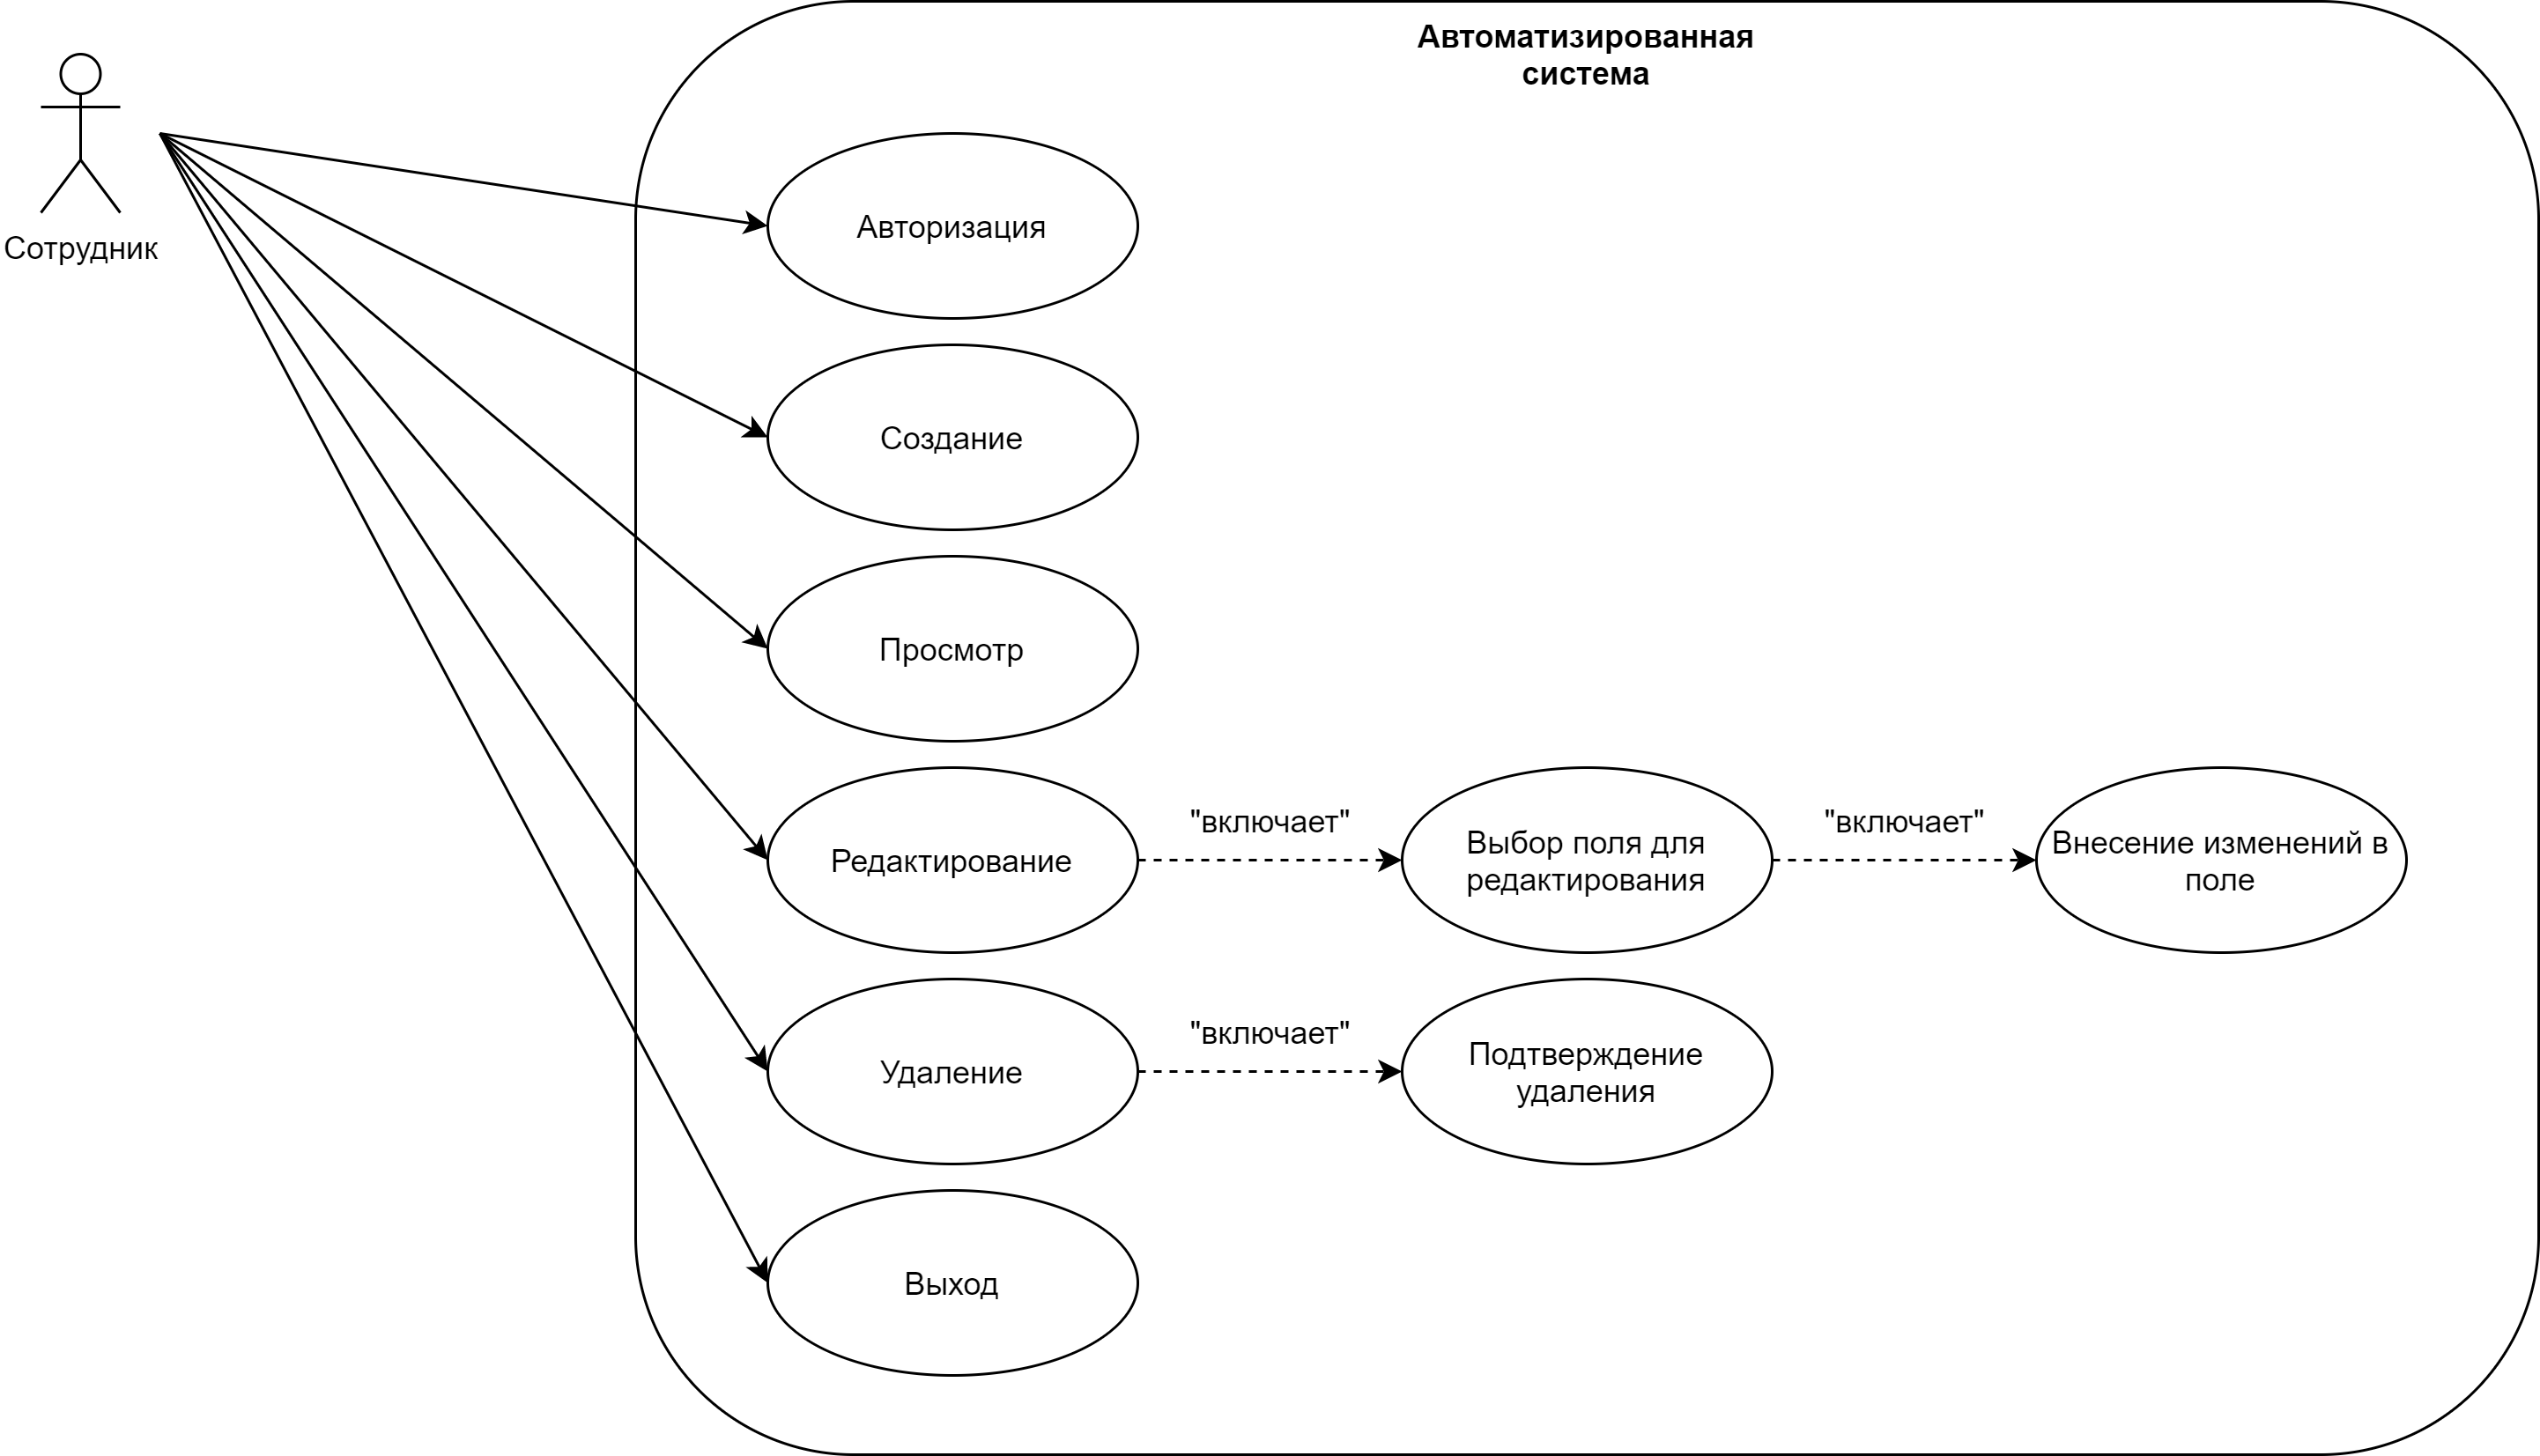 Автоматизированная
система
Сотрудник
Авторизация
Создание
Просмотр
Редактирование
"включает"
Выбор поля для
редактирования
"включает"
Внесение изменений в
поле
Удаление
"включает"
Подтверждение
удаления
Выход